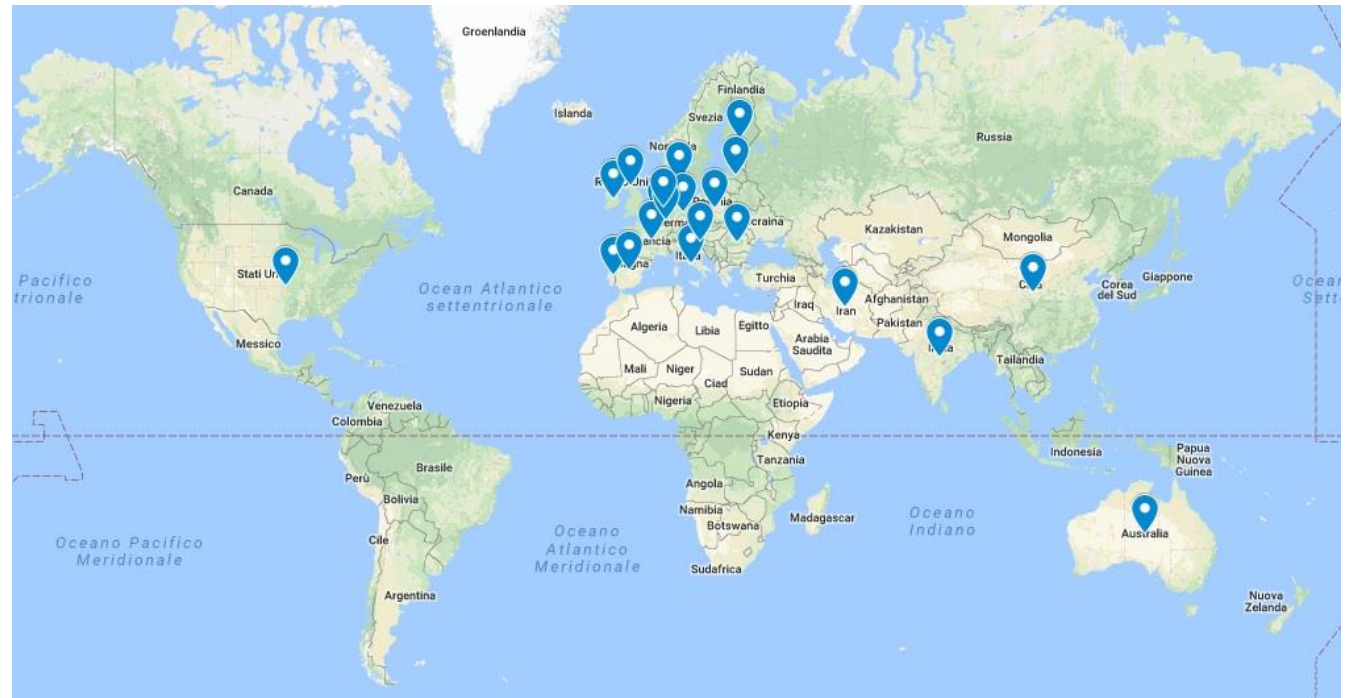 Groenlandia
Finlandia
Islanda
Svezia
Russia
Canada
Kazakistan
Mongolia
Pacifico
trionale
Stati
Ocean Atlantico
settentrionale
Turchia
Giappone
Corea
del Sud
Iraq
Iran
Afghanistan
Pakistan
Algeria
Libia
Egitto
Arabia
Saudita
Messico
Tailandia
Mali
Niger
Ciad
Sudan
Nigeria
Etiopia
Venezuela
Colombia
Kenya
Brasile
Tanzania
Indonesia
Papua
Nuova
Guinea
Perù
Bolivia
Angola
Namibia
Botswana
Madagascar
Oceano
Indiano
Oceano Pacifico
Meridionale
Oceano
Atlantico
Meridionale
Cile
Australia
Sudafrica
Argentina
Nuova
Zelanda